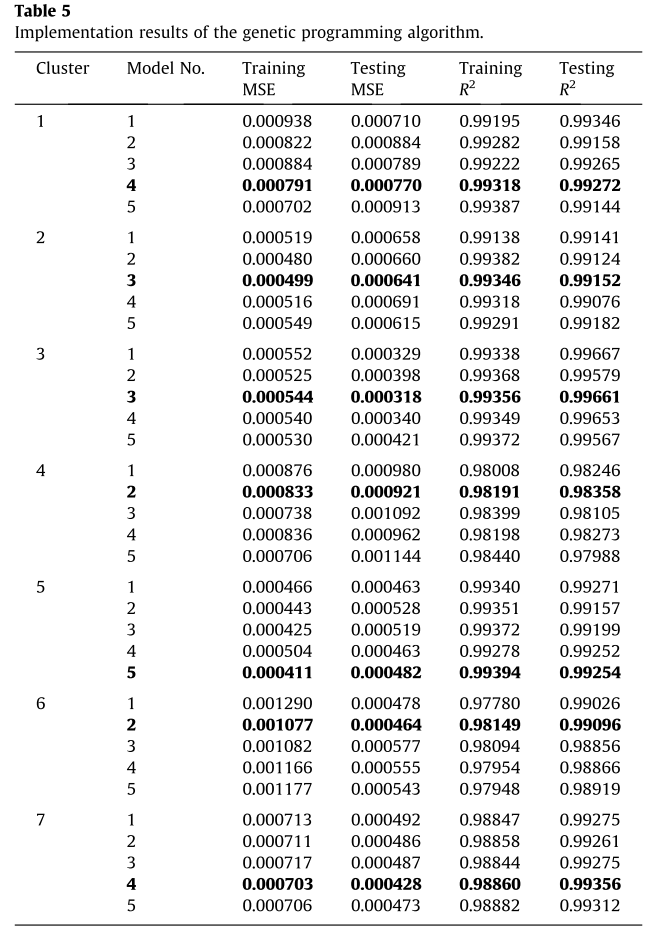 Table 5
Implementation results of the genetic programming algorithm.
Cluster Model No. Training Testing Training Testing
MSE MSE R² R²
1 1 0.000938 0.000710 0.99195 0.99346
2 0.000822 0.000884 0.99282 0.99158
3 0.000884 0.000789 0.99222 0.99265
4 0.000791 0.000770 0.99318 0.99272
5 0.000702 0.000913 0.99387 0.99144
2 1 0.000519 0.000658 0.99138 0.99141
2 0.000480 0.000660 0.99382 0.99124
3 0.000499 0.000641 0.99346 0.99152
4 0.000516 0.000691 0.99318 0.99076
5 0.000549 0.000615 0.99291 0.99182
3 1 0.000552 0.000329 0.99338 0.99667
2 0.000525 0.000398 0.99368 0.99579
3 0.000544 0.000318 0.99356 0.99661
4 0.000540 0.000340 0.99349 0.99653
5 0.000530 0.000421 0.99372 0.99567
4 1 0.000876 0.000980 0.98008 0.98246
2 0.000833 0.000921 0.98191 0.98358
3 0.000738 0.001092 0.98399 0.98105
4 0.000836 0.000962 0.98198 0.98273
5 0.000706 0.001144 0.98440 0.97988
5 1 0.000466 0.000463 0.99340 0.99271
2 0.000443 0.000528 0.99351 0.99157
3 0.000425 0.000519 0.99372 0.99199
4 0.000504 0.000463 0.99278 0.99252
5 0.000411 0.000482 0.99394 0.99254
6 1 0.001290 0.000478 0.97780 0.99026
2 0.001077 0.000464 0.98149 0.99096
3 0.001082 0.000577 0.98094 0.98856
4 0.001166 0.000555 0.97954 0.98866
5 0.001177 0.000543 0.97948 0.98919
7 1 0.000713 0.000492 0.98847 0.99275
2 0.000711 0.000486 0.98858 0.99261
3 0.000717 0.000487 0.98844 0.99275
4 0.000703 0.000428 0.98860 0.99356
5 0.000706 0.000473 0.98882 0.99312